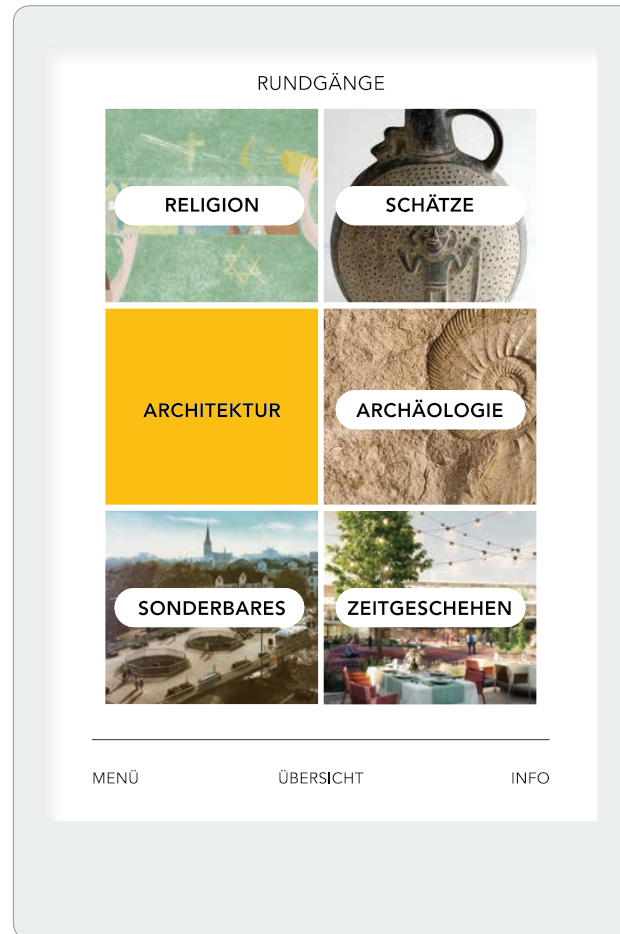 RUNDGÄNGE
RELIGION
SCHÄTZE
ARCHITEKTUR
ARCHÄOLOGIE
SONDERBARES
ZEITGESCHEHEN
MENÜ
ÜBERSICHT
INFO